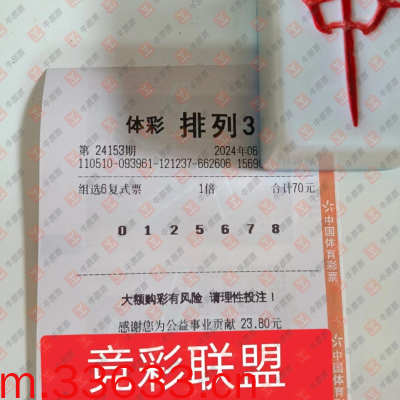 体彩 排列3
第 24153期 2024年06
110510-093961-121237-662606 1569
组选6复式票 1倍 合计70元
0 1 2 5 6 7 8
大额购彩有风险 请理性投注！
感谢您为公益事业贡献 23.80元
中国体育彩票
中国体育
竞彩联盟